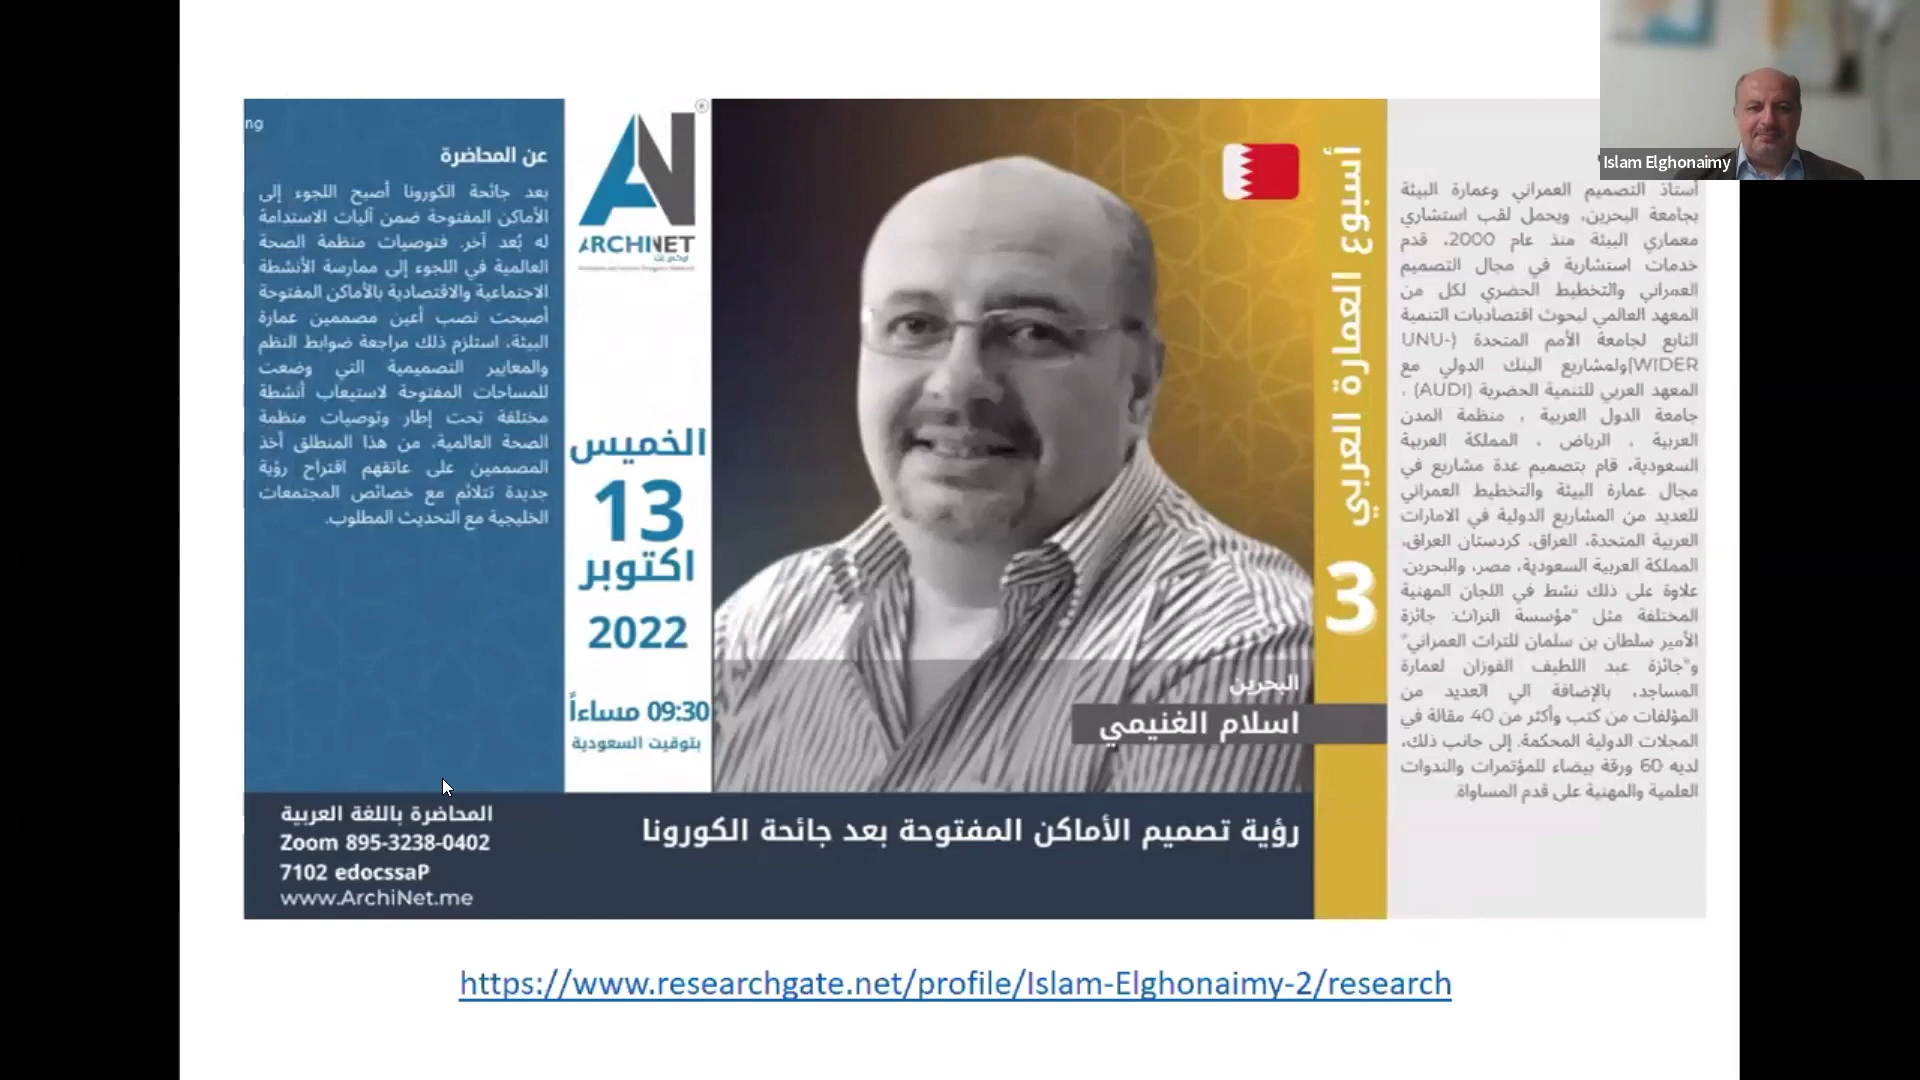 Islam Elghonaimy
أستاذ التصميم العمراني وعمارة البيئة
بجامعة البحرين، ويحمل لقب استشاري
معماري البيئة منذ عام 2000، قدم
خدمات استشارية في مجال التصميم
العمراني والتخطيط الحضري لكل من
المعهد العالمي لبحوث اقتصاديات التنمية
التابع لجامعة الأمم المتحدة (UNU-
WIDER)ولمشاريع البنك الدولي مع
المعهد العربي للتنمية الحضرية (AUDI) ،
جامعة الدول العربية ، منظمة المدن
العربية ، الرياض ، المملكة العربية
السعودية، قام بتصميم عدة مشاريع في
مجال عمارة البيئة والتخطيط العمراني
للعديد من المشاريع الدولية في الامارات
العربية المتحدة، العراق، كردستان العراق،
المملكة العربية السعودية، مصر، والبحرين.
علاوة على ذلك نشط في اللجان المهنية
المختلفة مثل "مؤسسة التراث: جائزة
الأمير سلطان بن سلمان للتراث العمراني"
و"جائزة عبد اللطيف الفوزان لعمارة
المساجد، بالإضافة الي العديد من
المؤلفات من كتب وأكثر من 40 مقالة في
المجلات الدولية المحكمة. إلى جانب ذلك،
لديه 60 ورقة بيضاء للمؤتمرات والندوات
العلمية والمهنية على قدم المساواة.
أسبوع العمارة العربي 3
البحرين
اسلام الغنيمي
رؤية تصميم الأماكن المفتوحة بعد جائحة الكورونا
AN®
ARCHINET
اركي نت
الخميس
13
اكتوبر
2022
09:30 مساءاً
بتوقيت السعودية
ng
عن المحاضرة
بعد جائحة الكورونا أصبح اللجوء إلى
الأماكن المفتوحة ضمن آليات الاستدامة
له بُعد آخر. فتوصيات منظمة الصحة
العالمية في اللجوء إلى ممارسة الأنشطة
الاجتماعية والاقتصادية بالأماكن المفتوحة
أصبحت نصب أعين مصممين عمارة
البيئة، استلزم ذلك مراجعة ضوابط النظم
والمعايير التصميمية التي وضعت
للمساحات المفتوحة لاستيعاب أنشطة
مختلفة تحت إطار وتوصيات منظمة
الصحة العالمية، من هذا المنطلق أخذ
المصممين على عاتقهم اقتراح رؤية
جديدة تتلائم مع خصائص المجتمعات
الخليجية مع التحديث المطلوب.
المحاضرة باللغة العربية
Zoom 895-3238-0402
7102 edocssaP
www.ArchiNet.me
https://www.researchgate.net/profile/Islam-Elghonaimy-2/research